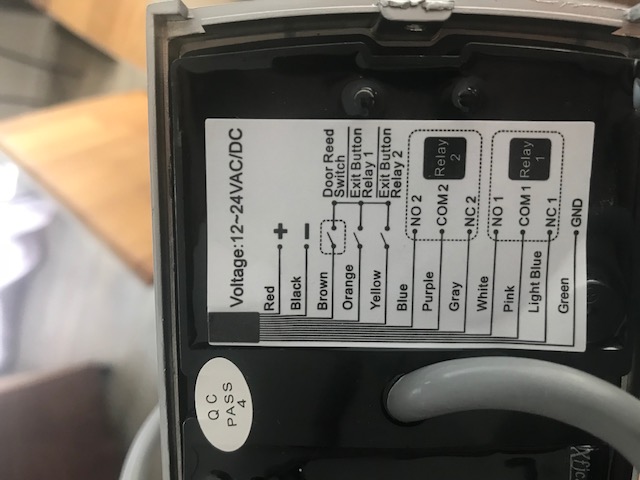 Voltage:12~24VAC/DC
Red +
Black −
Brown Door Reed Switch
Orange Exit Button Relay 1
Yellow Exit Button Relay 2
Blue NO 2
Purple COM 2 Relay 2
Gray NC 2
White NO 1
Pink COM 1 Relay 1
Light Blue NC 1
Green GND
QC
PASS
4